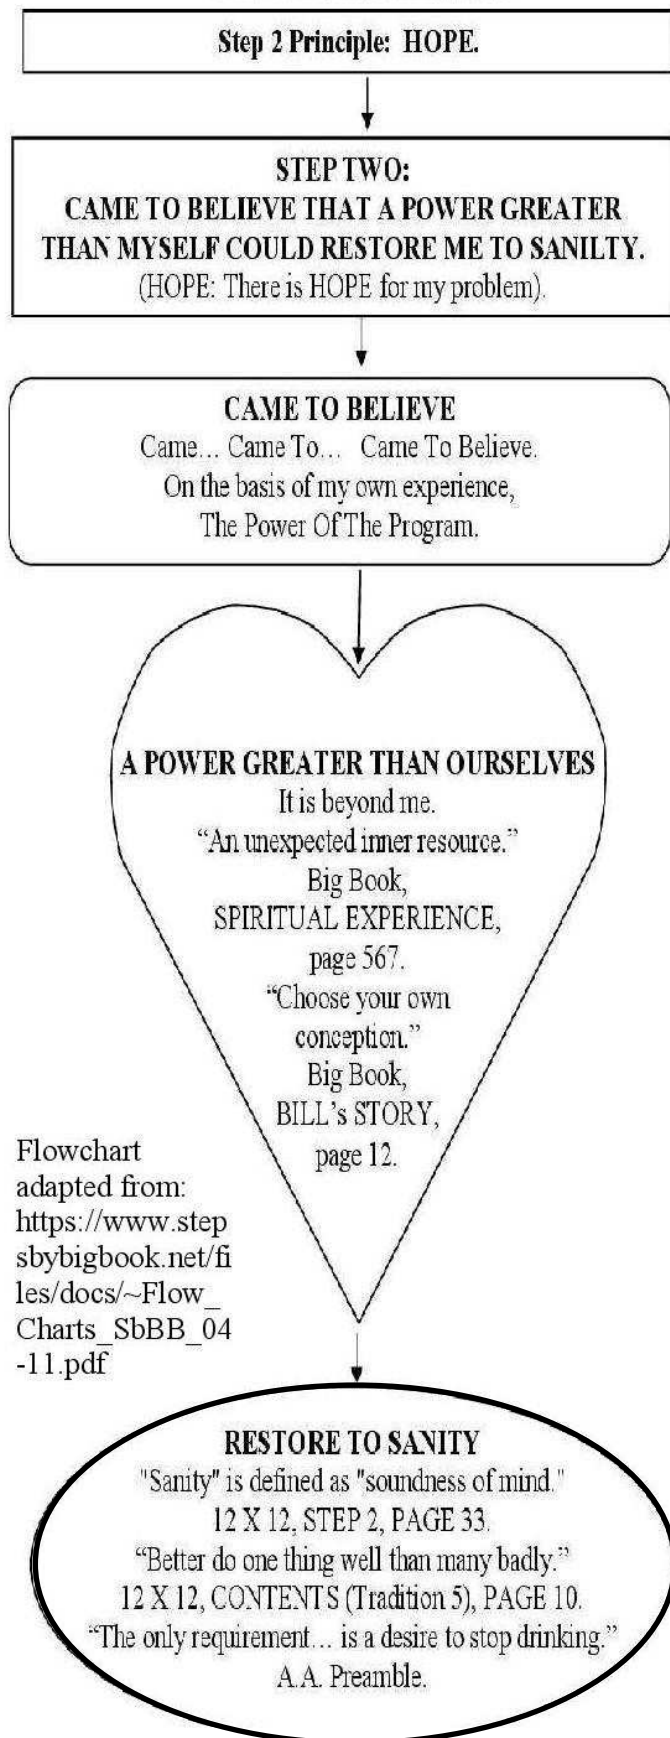 Step 2 Principle:  HOPE.
STEP TWO:
CAME TO BELIEVE THAT A POWER GREATER
THAN MYSELF COULD RESTORE ME TO SANILTY.
(HOPE: There is HOPE for my problem).
CAME TO BELIEVE
Came... Came To...   Came To Believe.
On the basis of my own experience,
The Power Of The Program.
A POWER GREATER THAN OURSELVES
It is beyond me.
“An unexpected inner resource.”
Big Book,
SPIRITUAL EXPERIENCE,
page 567.
“Choose your own
conception.”
Big Book,
BILL’s STORY,
page 12.
Flowchart
adapted from:
https://www.step
sbybigbook.net/fi
les/docs/~Flow_
Charts_SbBB_04
-11.pdf
RESTORE TO SANITY
"Sanity" is defined as "soundness of mind."
12 X 12, STEP 2, PAGE 33.
“Better do one thing well than many badly.”
12 X 12, CONTENTS (Tradition 5), PAGE 10.
“The only requirement... is a desire to stop drinking.”
A.A. Preamble.